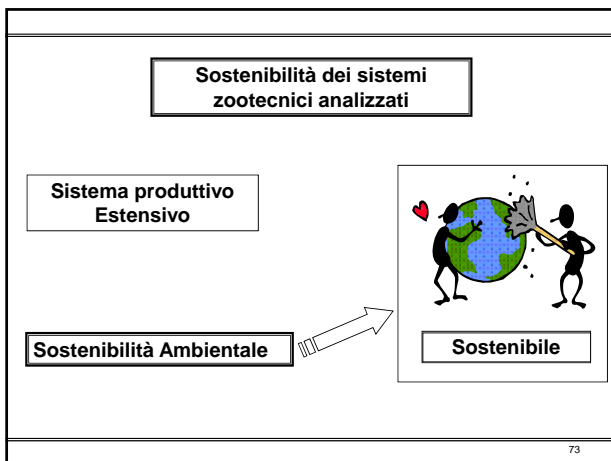 Sostenibilità dei sistemi
zootecnici analizzati
Sistema produttivo
Estensivo
Sostenibilità Ambientale
Sostenibile
73